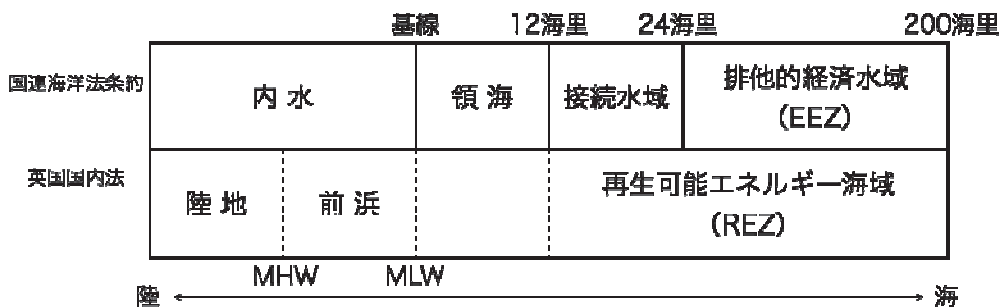 基線 12海里 24海里 200海里
国連海洋法条約
内 水
領 海
接続水域
排他的経済水域
(EEZ)
英国国内法
陸 地
前 浜
再生可能エネルギー海域
(REZ)
MHW MLW
陸 海